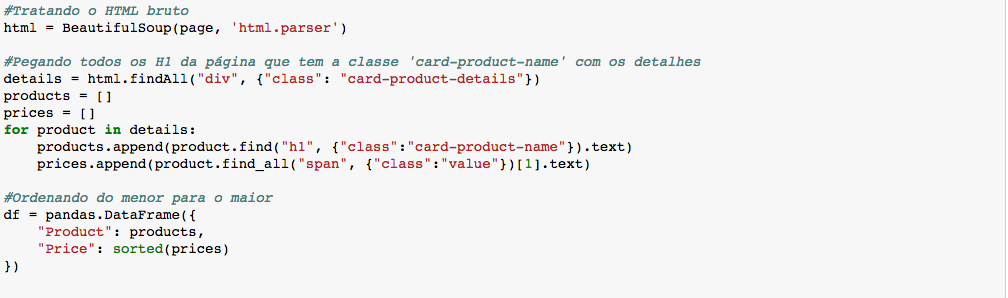 #Tratando o HTML bruto
html = BeautifulSoup(page, 'html.parser')
#Pegando todos os H1 da página que tem a classe 'card-product-name' com os detalhes
details = html.findAll("div", {"class": "card-product-details"})
products = []
prices = []
for product in details:
    products.append(product.find("h1", {"class":"card-product-name"}).text)
    prices.append(product.find_all("span", {"class":"value"})[1].text)
#Ordenando do menor para o maior
df = pandas.DataFrame({
    "Product": products,
    "Price": sorted(prices)
})